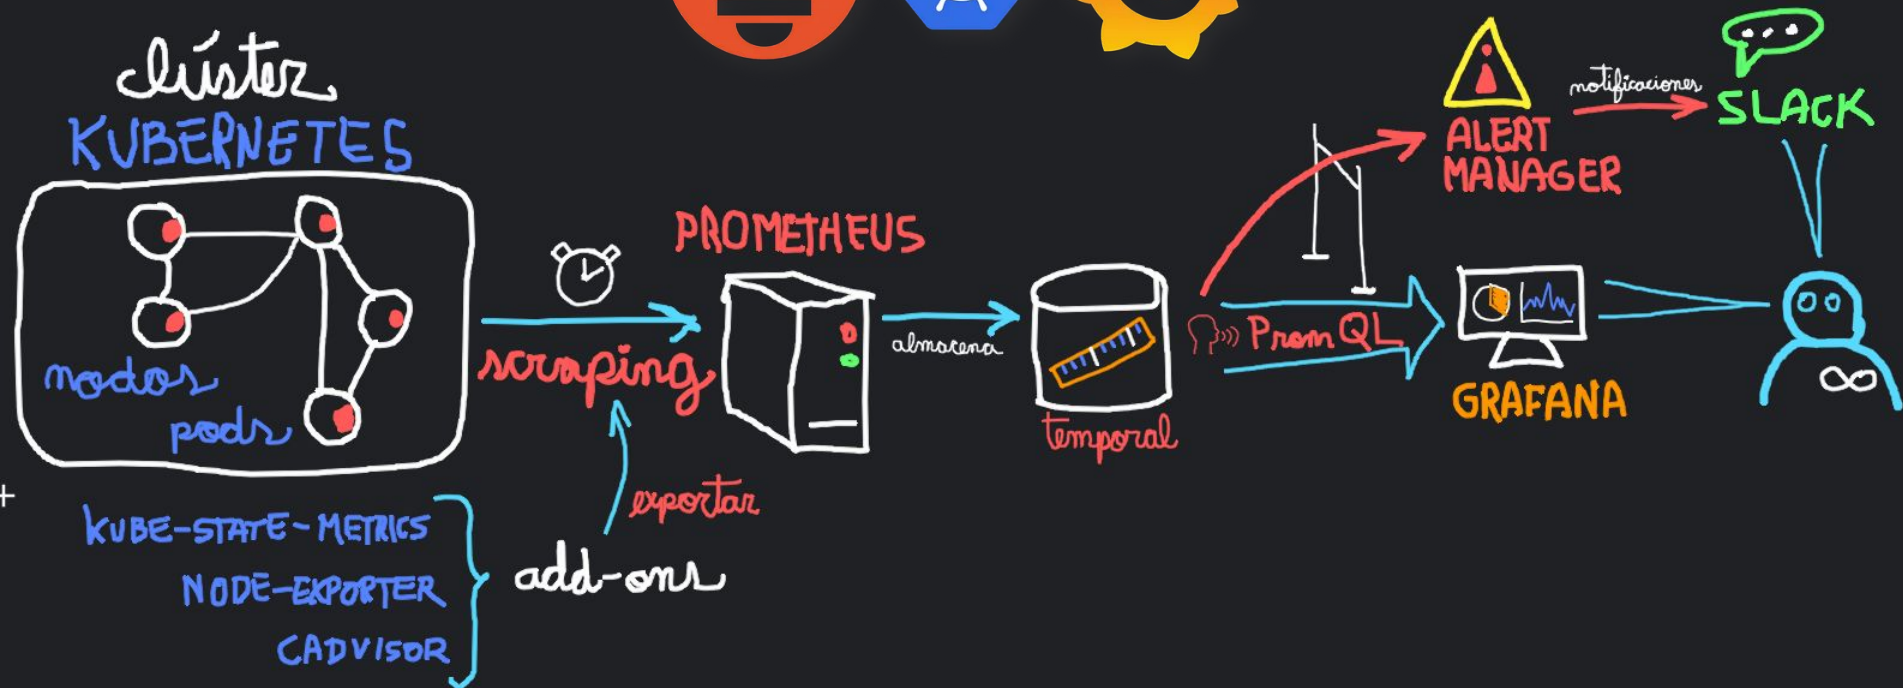 clúster
KUBERNETES
nodos
pods
KUBE-STATE-METRICS
NODE-EXPORTER
CADVISOR
add-ons
exportar
scraping
PROMETHEUS
almacena
temporal
PromQL
ALERT
MANAGER
notificaciones
SLACK
GRAFANA